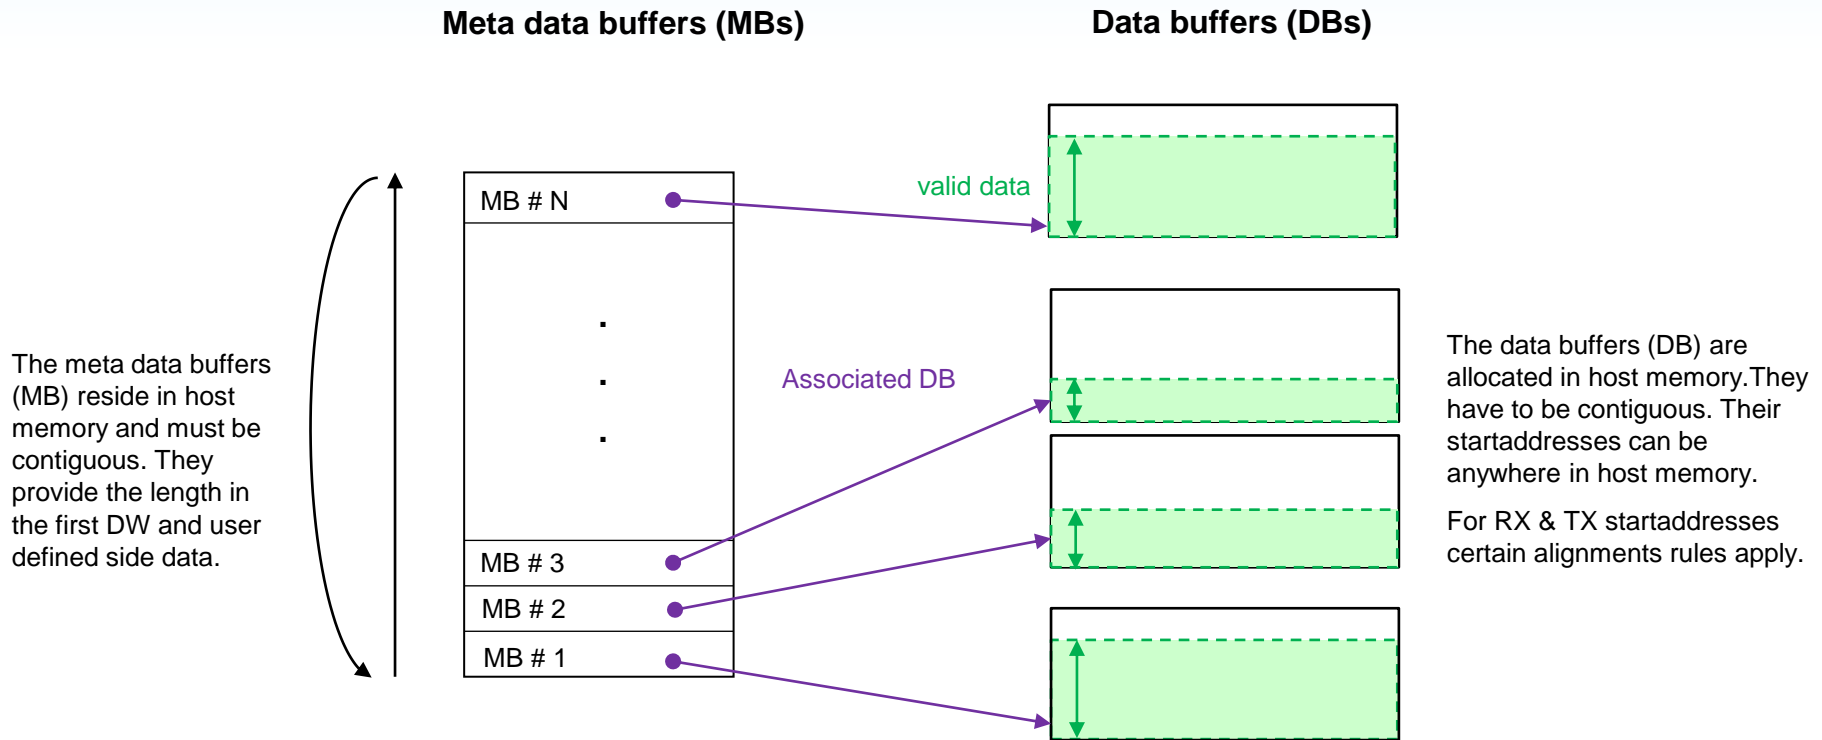 Meta data buffers (MBs)
Data buffers (DBs)
The meta data buffers
(MB) reside in host
memory and must be
contiguous. They
provide the length in
the first DW and user
defined side data.
MB # N
.
.
.
MB # 3
MB # 2
MB # 1
valid data
Associated DB
The data buffers (DB) are
allocated in host memory.They
have to be contiguous. Their
startaddresses can be
anywhere in host memory.
For RX & TX startaddresses
certain alignments rules apply.